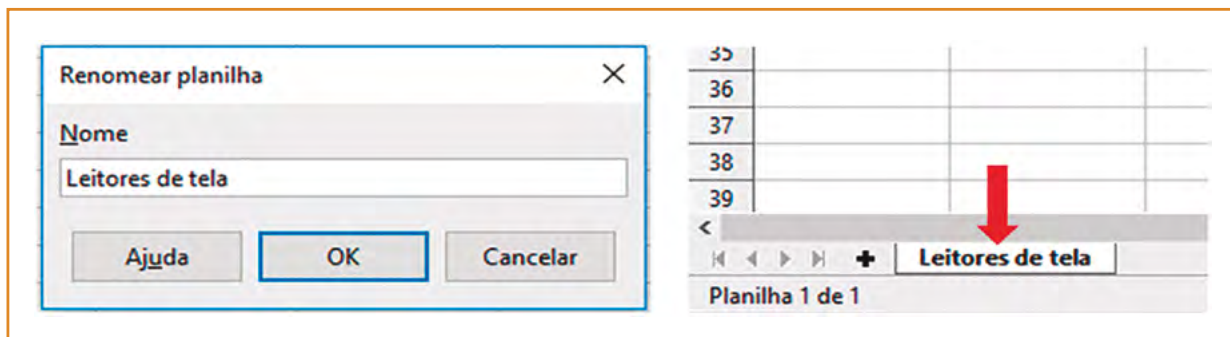 Renomear planilha
Nome
Leitores de tela
Ajuda
OK
Cancelar
35
36
37
38
39
Leitores de tela
Planilha 1 de 1